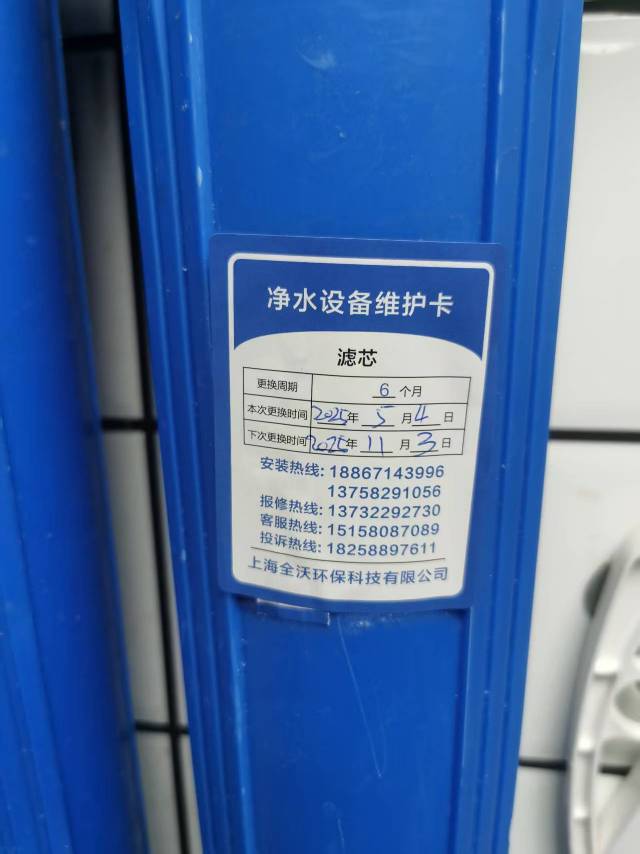 净水设备维护卡
滤芯
更换周期 6 个月
本次更换时间 2025年 5 月 4 日
下次更换时间 2025年 11 月 3 日
安装热线: 18867143996
13758291056
报修热线: 13732292730
客服热线: 15158087089
投诉热线: 18258897611
上海全沃环保科技有限公司